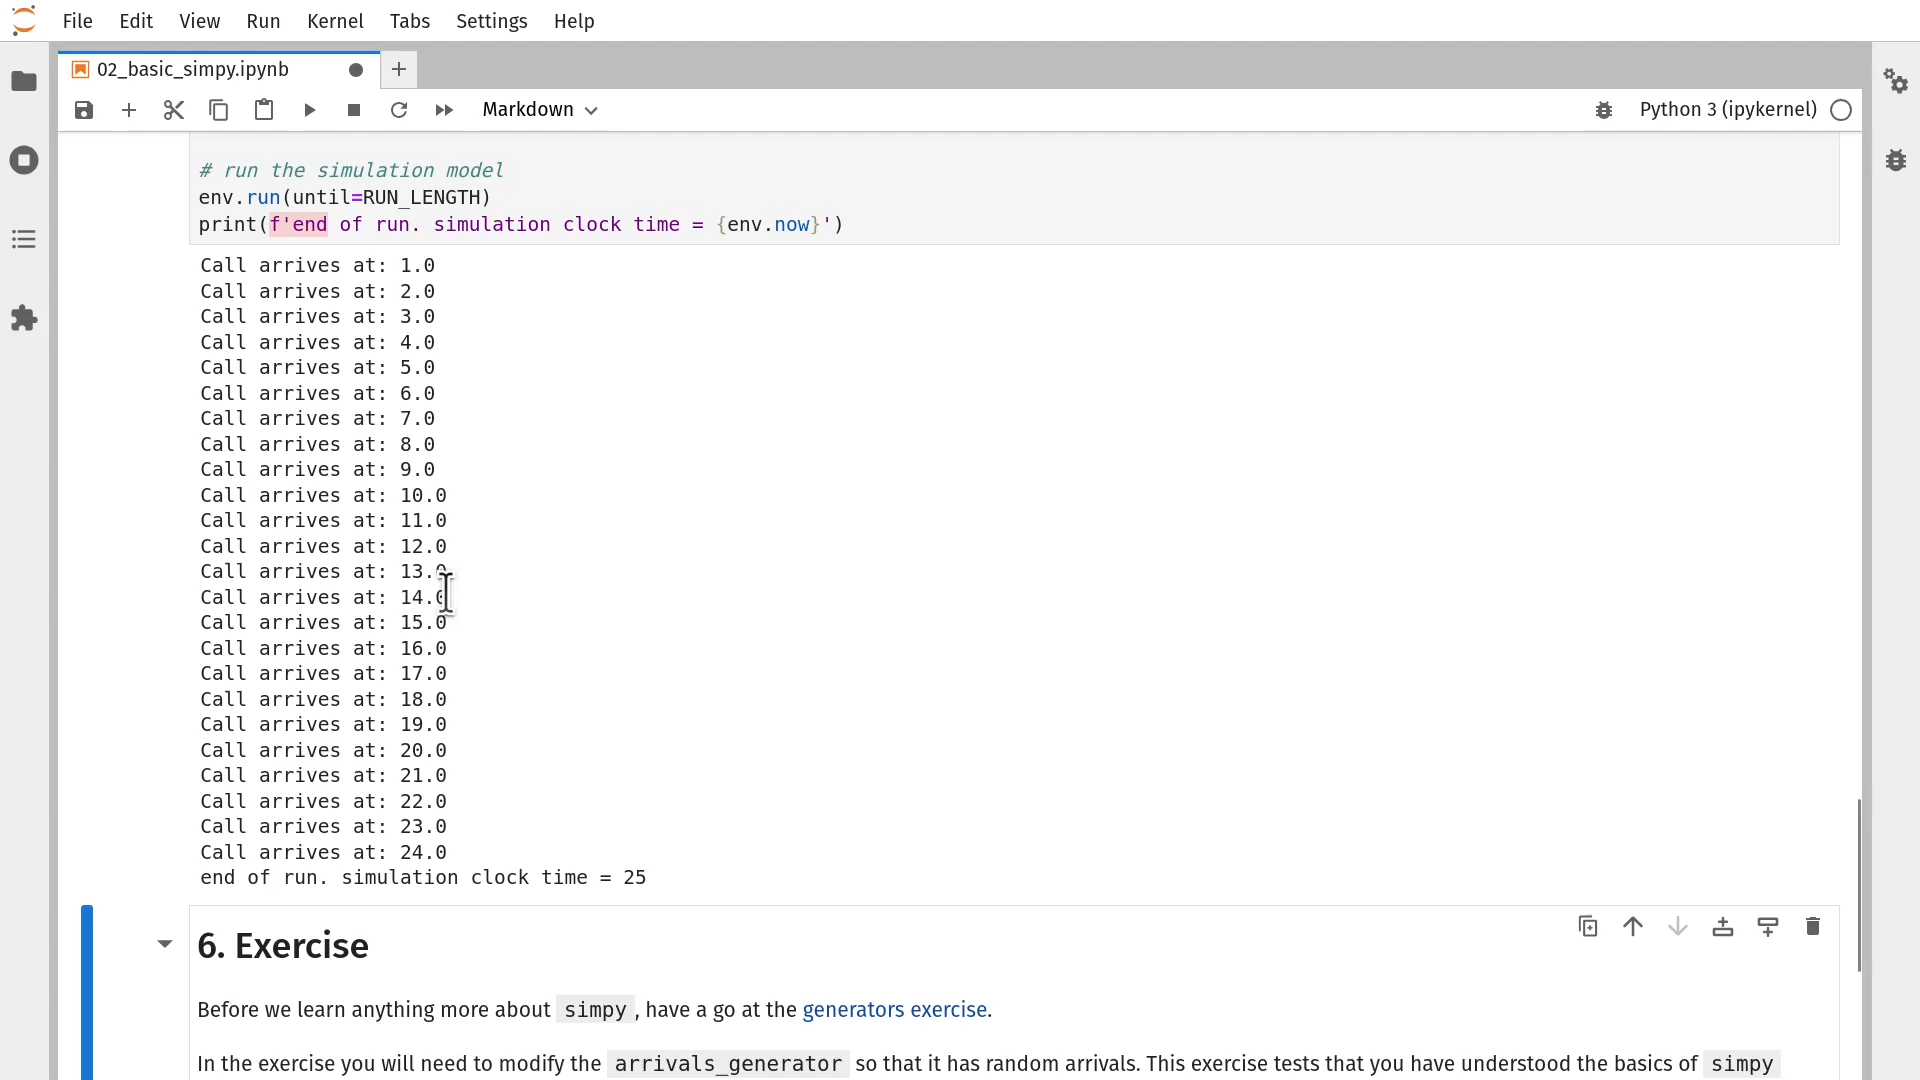 File Edit View Run Kernel Tabs Settings Help
02_basic_simpy.ipynb
Markdown
Python 3 (ipykernel)
# run the simulation model
env.run(until=RUN_LENGTH)
print(f'end of run. simulation clock time = {env.now}')
Call arrives at: 1.0
Call arrives at: 2.0
Call arrives at: 3.0
Call arrives at: 4.0
Call arrives at: 5.0
Call arrives at: 6.0
Call arrives at: 7.0
Call arrives at: 8.0
Call arrives at: 9.0
Call arrives at: 10.0
Call arrives at: 11.0
Call arrives at: 12.0
Call arrives at: 13.0
Call arrives at: 14.0
Call arrives at: 15.0
Call arrives at: 16.0
Call arrives at: 17.0
Call arrives at: 18.0
Call arrives at: 19.0
Call arrives at: 20.0
Call arrives at: 21.0
Call arrives at: 22.0
Call arrives at: 23.0
Call arrives at: 24.0
end of run. simulation clock time = 25
6. Exercise
Before we learn anything more about simpy, have a go at the generators exercise.
In the exercise you will need to modify the arrivals_generator so that it has random arrivals. This exercise tests that you have understood the basics of simpy